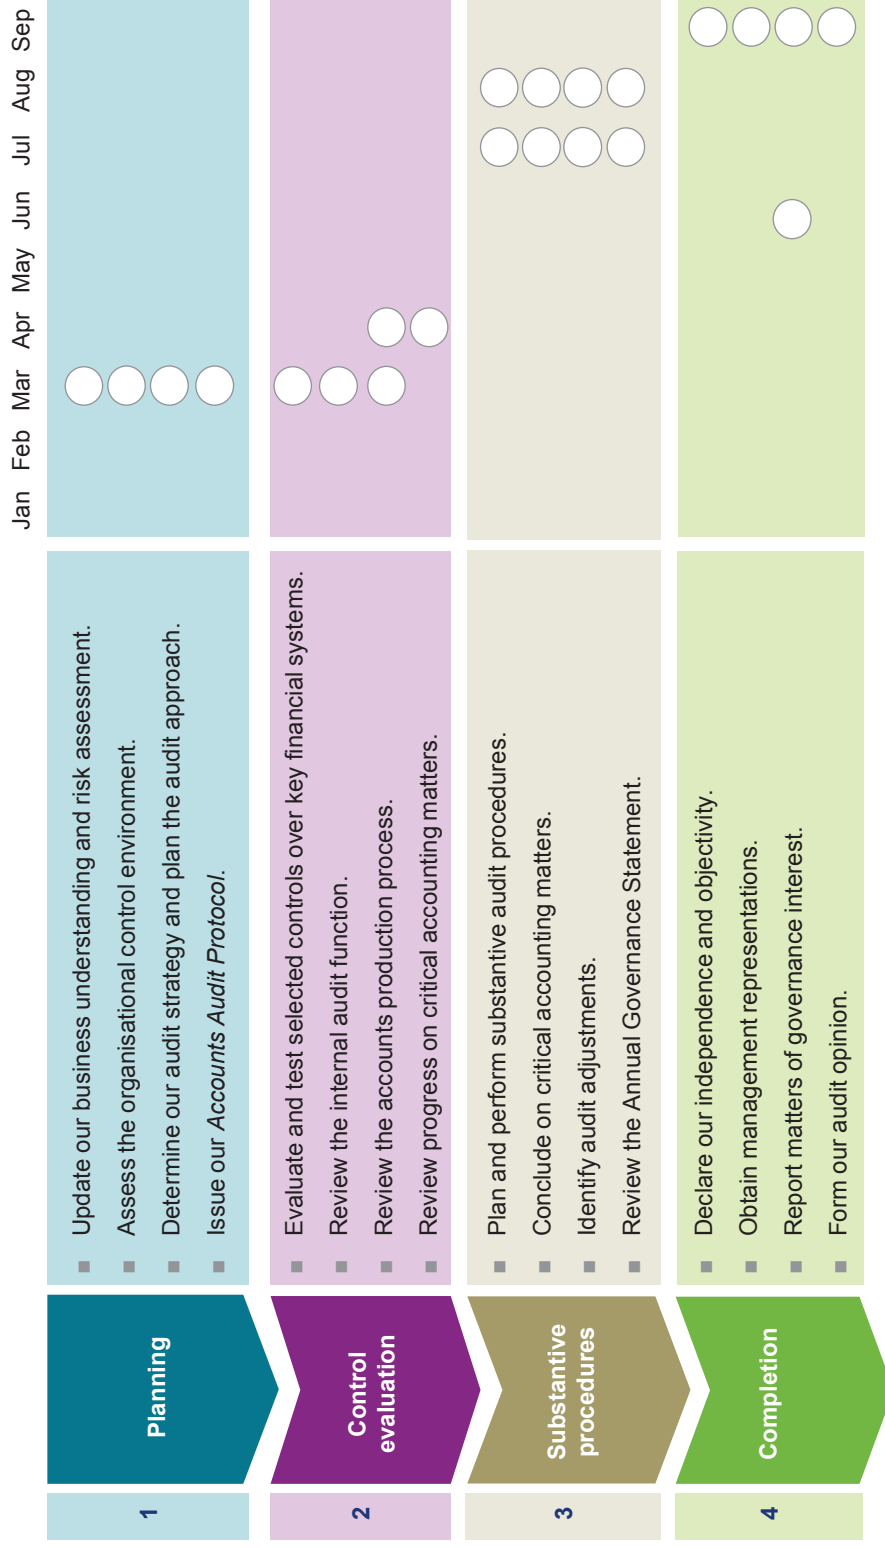 Jan Feb Mar Apr May Jun Jul Aug Sep
1
Planning
Update our business understanding and risk assessment.
Assess the organisational control environment.
Determine our audit strategy and plan the audit approach.
Issue our Accounts Audit Protocol.
2
Control
evaluation
Evaluate and test selected controls over key financial systems.
Review the internal audit function.
Review the accounts production process.
Review progress on critical accounting matters.
3
Substantive
procedures
Plan and perform substantive audit procedures.
Conclude on critical accounting matters.
Identify audit adjustments.
Review the Annual Governance Statement.
4
Completion
Declare our independence and objectivity.
Obtain management representations.
Report matters of governance interest.
Form our audit opinion.